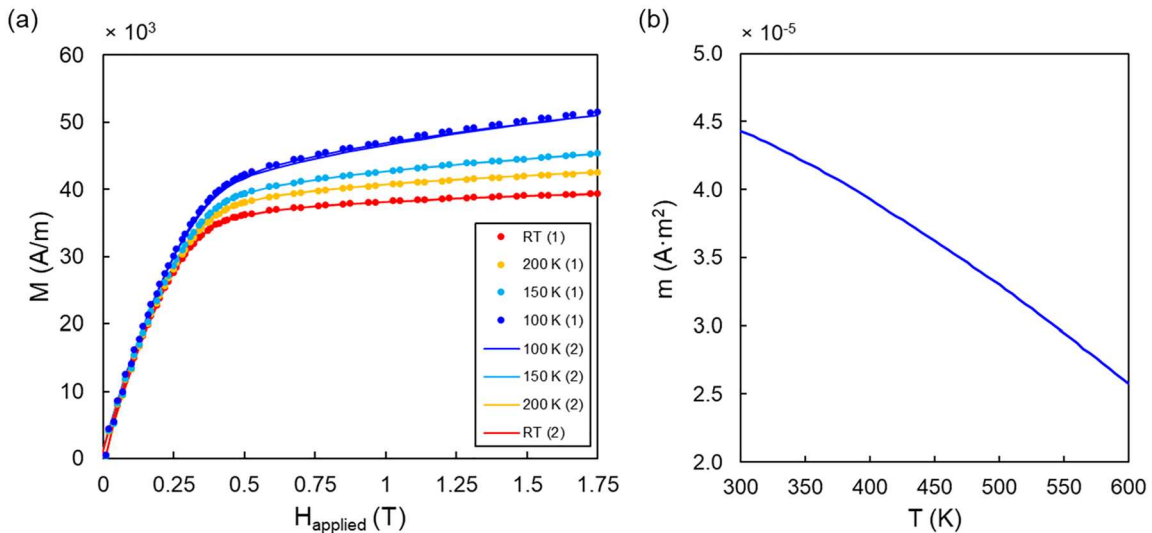 (a)
× 10³
60
50
40
30
20
10
0
M (A/m)
0 0.25 0.5 0.75 1 1.25 1.5 1.75
H_applied (T)
RT (1)
200 K (1)
150 K (1)
100 K (1)
100 K (2)
150 K (2)
200 K (2)
RT (2)
(b)
× 10⁻⁵
5.0
4.5
4.0
3.5
3.0
2.5
2.0
m (A·m²)
300 350 400 450 500 550 600
T (K)